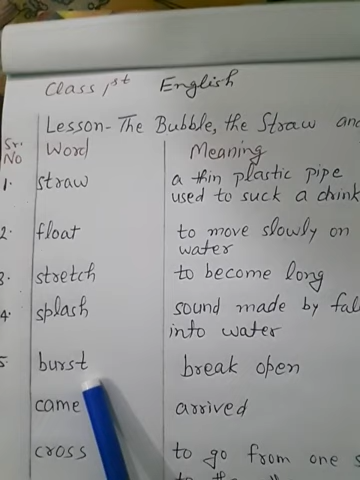 Class 1st English
Lesson- The Bubble, the Straw and
Sr. No Word Meaning
1. straw a thin plastic pipe
used to suck a drink
2. float to move slowly on
water
3. stretch to become long
4. splash sound made by fal
into water
5. burst break open
came arrived
cross to go from one s